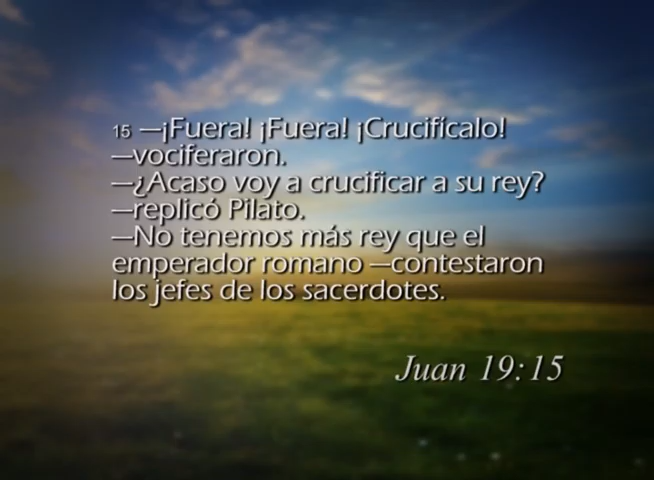 15 —¡Fuera! ¡Fuera! ¡Crucifícalo!
—vociferaron.
—¿Acaso voy a crucificar a su rey?
—replicó Pilato.
—No tenemos más rey que el
emperador romano —contestaron
los jefes de los sacerdotes.
Juan 19:15